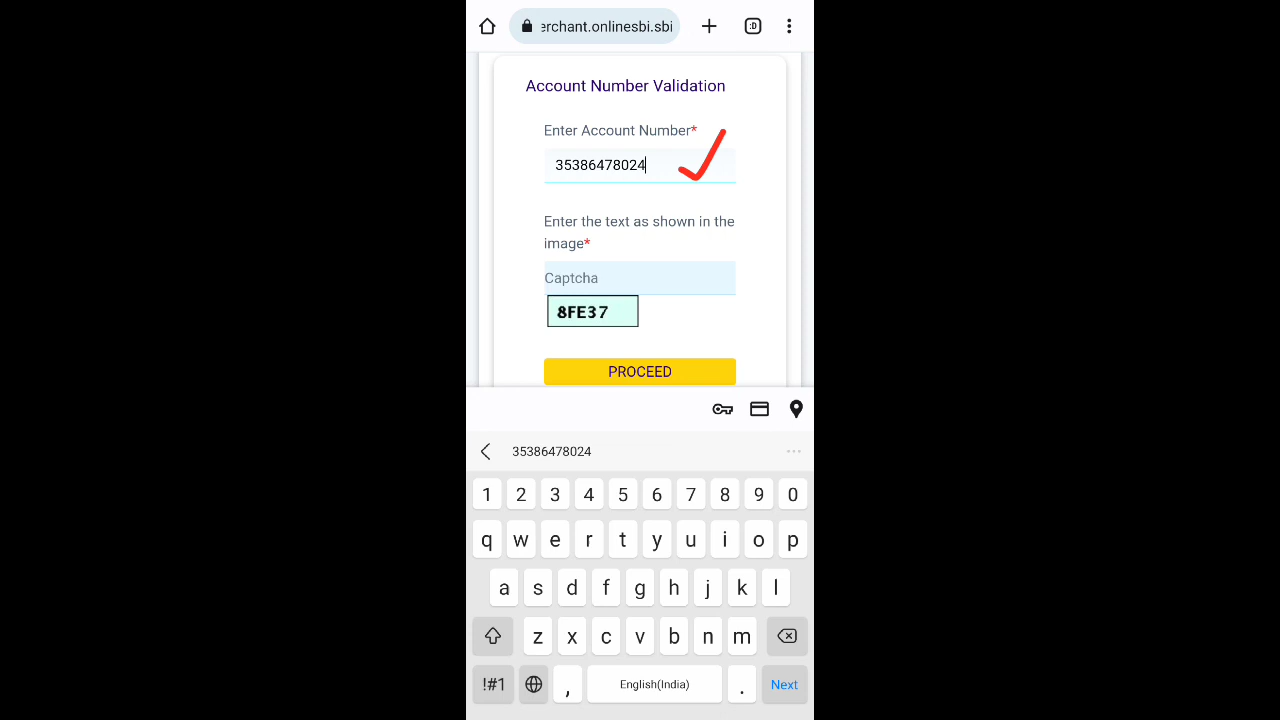 erchant.onlinesbi.sbi
:D
Account Number Validation
Enter Account Number*
35386478024
Enter the text as shown in the
image*
Captcha
8FE37
PROCEED
35386478024
1 2 3 4 5 6 7 8 9 0
q w e r t y u i o p
a s d f g h j k l
z x c v b n m
!#1 , English(India) . Next